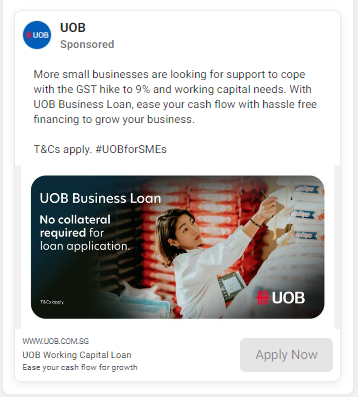 UOB
UOB
Sponsored
More small businesses are looking for support to cope
with the GST hike to 9% and working capital needs. With
UOB Business Loan, ease your cash flow with hassle free
financing to grow your business.
T&Cs apply. #UOBforSMEs
UOB Business Loan
No collateral
required for
loan application.
T&Cs apply.
UOB
WWW.UOB.COM.SG
UOB Working Capital Loan
Ease your cash flow for growth
Apply Now